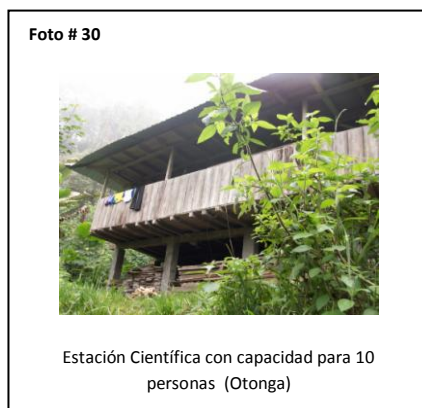 Foto # 30
Estación Científica con capacidad para 10
personas (Otonga)